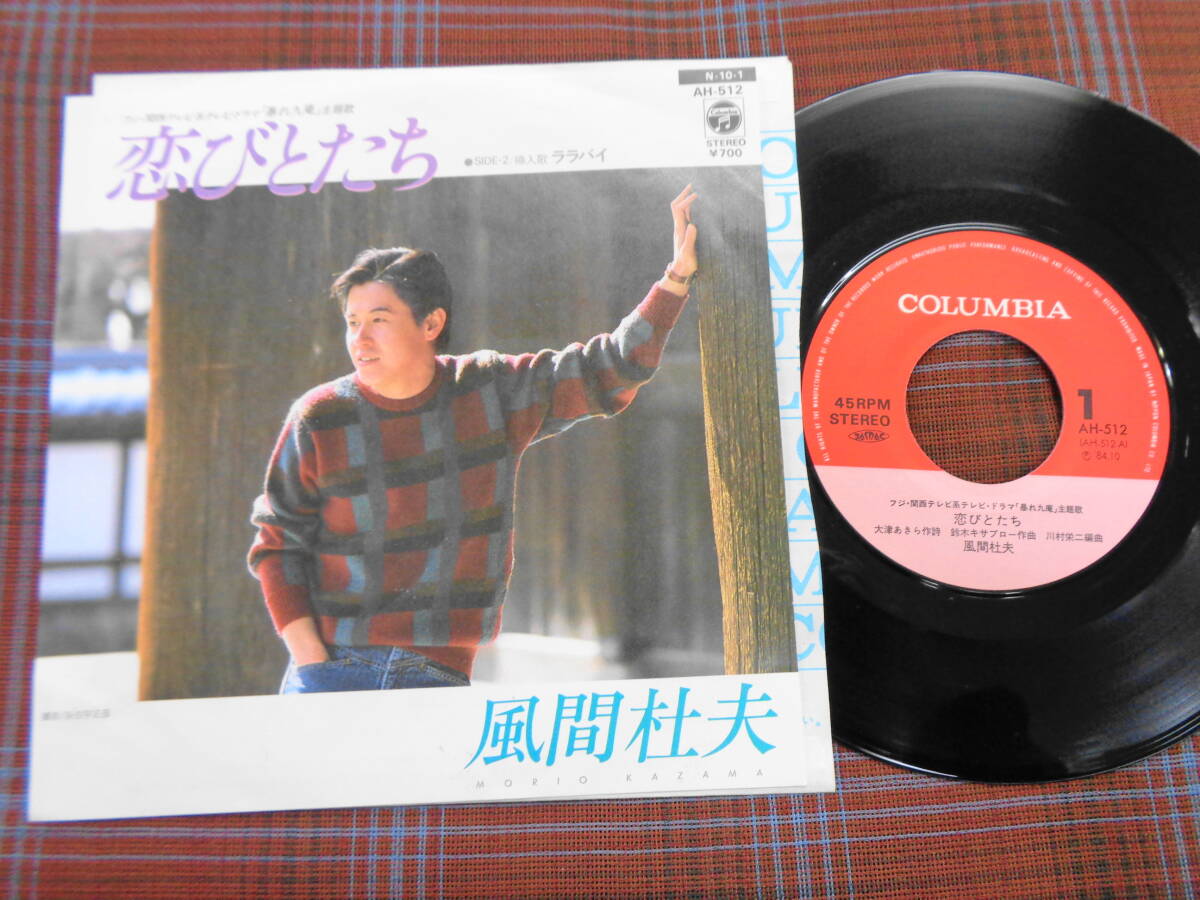 N-10-1
AH-512
Columbia
STEREO
¥700
フジ・関西テレビ系テレビ・ドラマ「暴れ九庵」主題歌
恋びとたち
●SIDE-2/挿入歌 ララバイ
風間杜夫
MORIO KAZAMA
COLUMBIA
45RPM
STEREO
1
AH-512
(AH-512-A)
Ⓟ 84.10
フジ・関西テレビ系テレビ・ドラマ「暴れ九庵」主題歌
恋びとたち
大津あきら作詩 鈴木キサブロー作曲 川村栄二編曲
風間杜夫